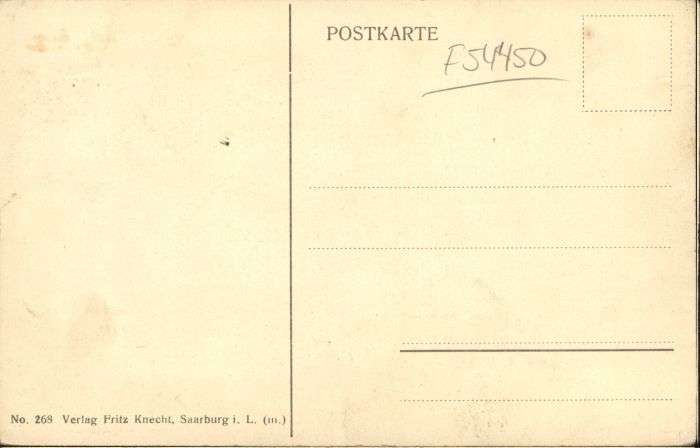 POSTKARTE
F54450
No. 268 Verlag Fritz Knecht, Saarburg i. L. (m.)